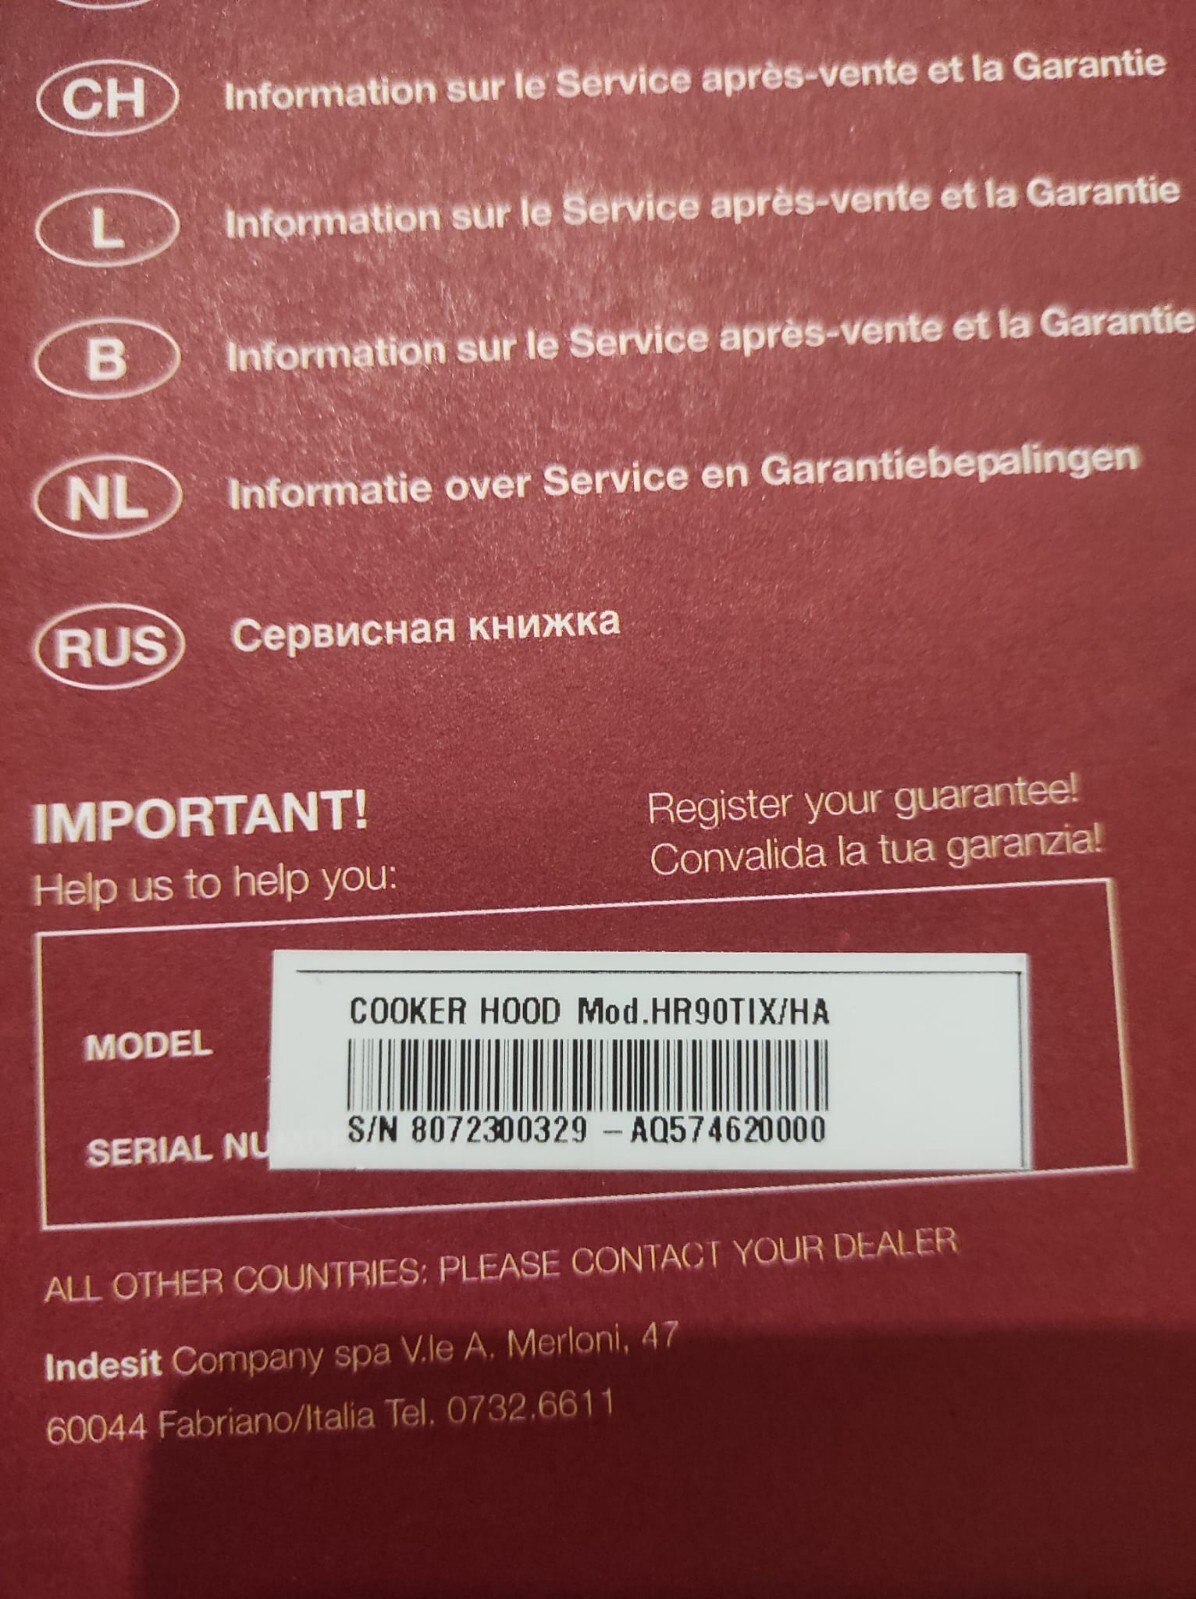 CH Information sur le Service après-vente et la Garantie
L Information sur le Service après-vente et la Garantie
B Information sur le Service après-vente et la Garantie
NL Informatie over Service en Garantiebepalingen
RUS Сервисная книжка
IMPORTANT!
Help us to help you:
Register your guarantee!
Convalida la tua garanzia!
MODEL
COOKER HOOD Mod.HR90TIX/HA
SERIAL NU
S/N 8072300329 – AQ574620000
ALL OTHER COUNTRIES: PLEASE CONTACT YOUR DEALER
Indesit Company spa V.le A. Merloni, 47
60044 Fabriano/Italia Tel. 0732.6611